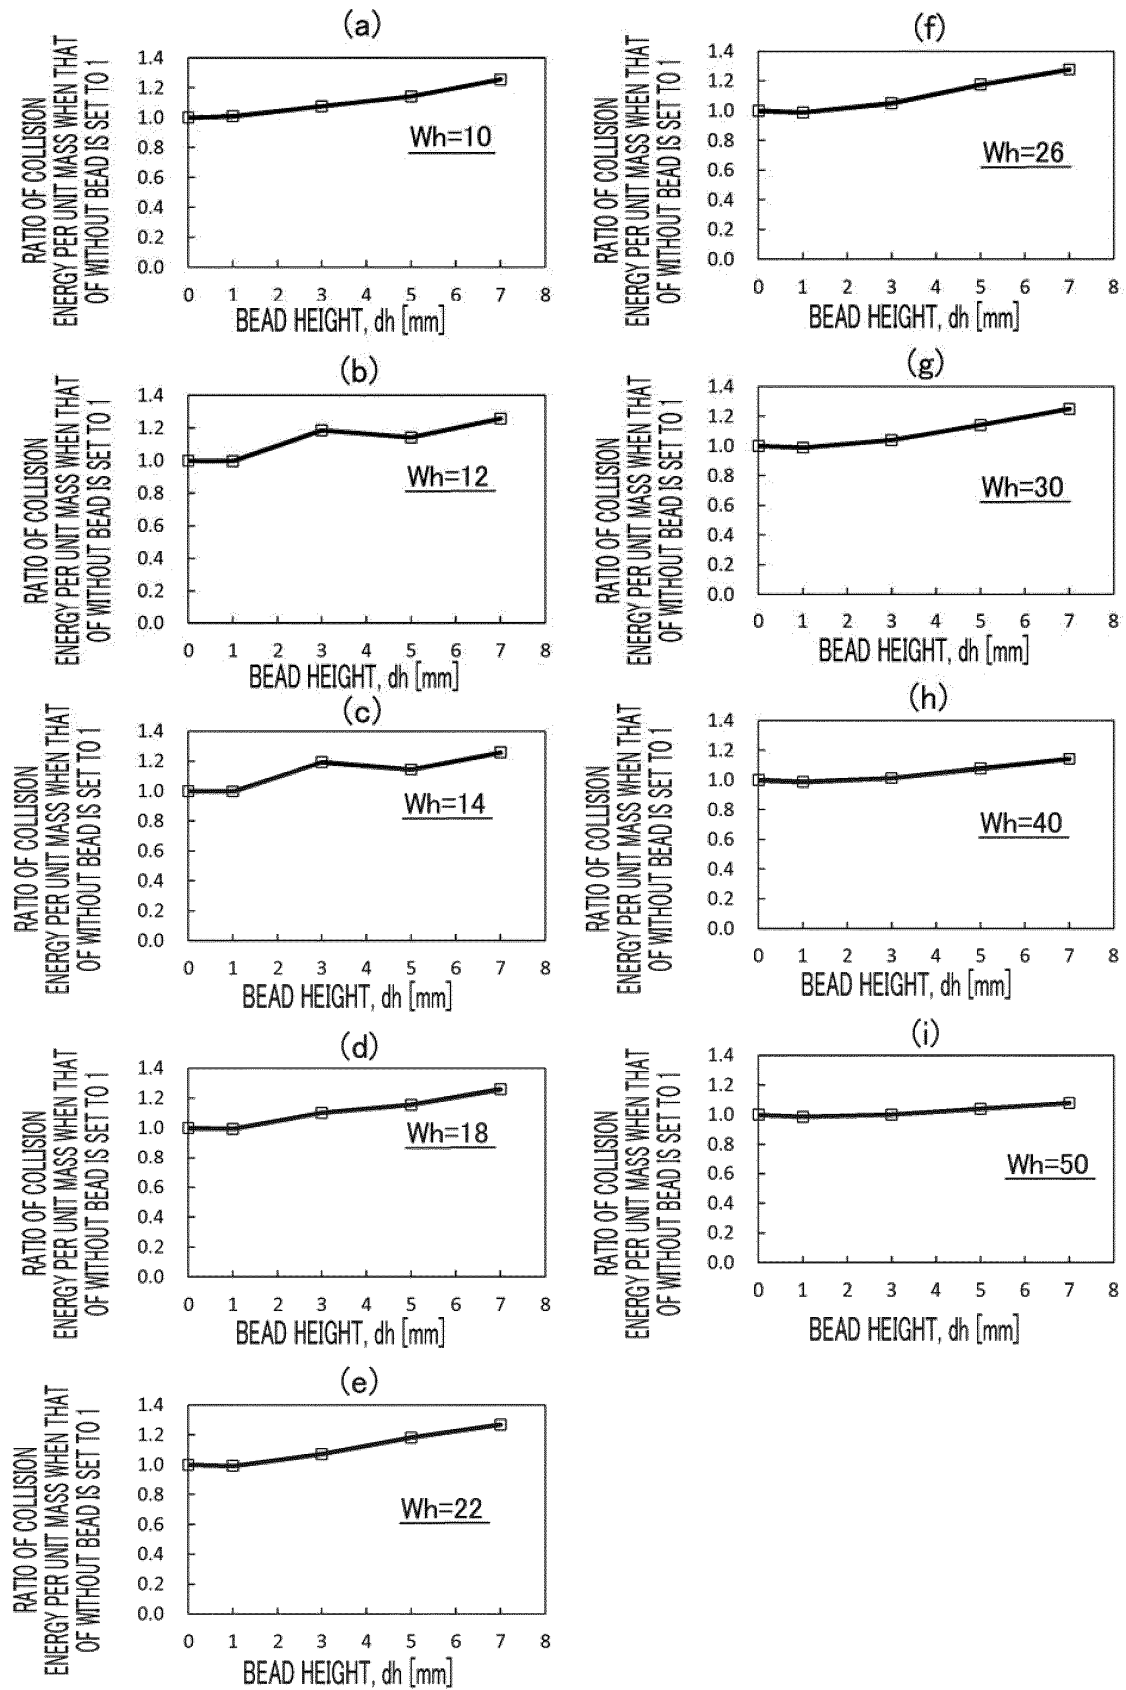 (a)
RATIO OF COLLISION
ENERGY PER UNIT MASS WHEN THAT
OF WITHOUT BEAD IS SET TO 1
1.4
1.2
1.0
0.8
0.6
0.4
0.2
0.0
Wh=10
0 1 2 3 4 5 6 7 8
BEAD HEIGHT, dh [mm]
(b)
RATIO OF COLLISION
ENERGY PER UNIT MASS WHEN THAT
OF WITHOUT BEAD IS SET TO 1
1.4
1.2
1.0
0.8
0.6
0.4
0.2
0.0
Wh=12
0 1 2 3 4 5 6 7 8
BEAD HEIGHT, dh [mm]
(c)
RATIO OF COLLISION
ENERGY PER UNIT MASS WHEN THAT
OF WITHOUT BEAD IS SET TO 1
1.4
1.2
1.0
0.8
0.6
0.4
0.2
0.0
Wh=14
0 1 2 3 4 5 6 7 8
BEAD HEIGHT, dh [mm]
(d)
RATIO OF COLLISION
ENERGY PER UNIT MASS WHEN THAT
OF WITHOUT BEAD IS SET TO 1
1.4
1.2
1.0
0.8
0.6
0.4
0.2
0.0
Wh=18
0 1 2 3 4 5 6 7 8
BEAD HEIGHT, dh [mm]
(e)
RATIO OF COLLISION
ENERGY PER UNIT MASS WHEN THAT
OF WITHOUT BEAD IS SET TO 1
1.4
1.2
1.0
0.8
0.6
0.4
0.2
0.0
Wh=22
0 1 2 3 4 5 6 7 8
BEAD HEIGHT, dh [mm]
(f)
RATIO OF COLLISION
ENERGY PER UNIT MASS WHEN THAT
OF WITHOUT BEAD IS SET TO 1
1.4
1.2
1.0
0.8
0.6
0.4
0.2
0.0
Wh=26
0 1 2 3 4 5 6 7 8
BEAD HEIGHT, dh [mm]
(g)
RATIO OF COLLISION
ENERGY PER UNIT MASS WHEN THAT
OF WITHOUT BEAD IS SET TO 1
1.4
1.2
1.0
0.8
0.6
0.4
0.2
0.0
Wh=30
0 1 2 3 4 5 6 7 8
BEAD HEIGHT, dh [mm]
(h)
RATIO OF COLLISION
ENERGY PER UNIT MASS WHEN THAT
OF WITHOUT BEAD IS SET TO 1
1.4
1.2
1.0
0.8
0.6
0.4
0.2
0.0
Wh=40
0 1 2 3 4 5 6 7 8
BEAD HEIGHT, dh [mm]
(i)
RATIO OF COLLISION
ENERGY PER UNIT MASS WHEN THAT
OF WITHOUT BEAD IS SET TO 1
1.4
1.2
1.0
0.8
0.6
0.4
0.2
0.0
Wh=50
0 1 2 3 4 5 6 7 8
BEAD HEIGHT, dh [mm]